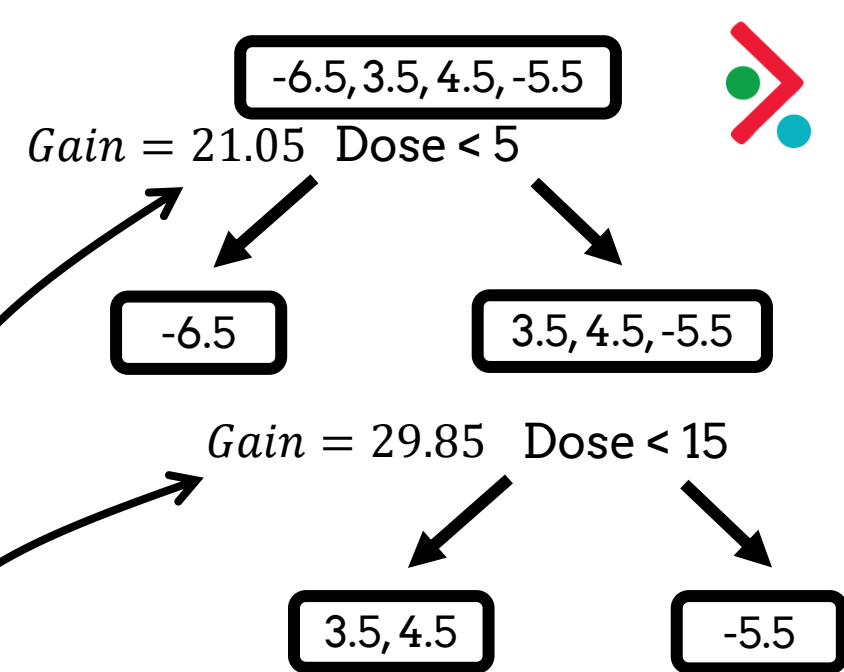 -6.5, 3.5, 4.5, -5.5
Gain = 21.05 Dose < 5
-6.5
3.5, 4.5, -5.5
Gain = 29.85 Dose < 15
3.5, 4.5
-5.5